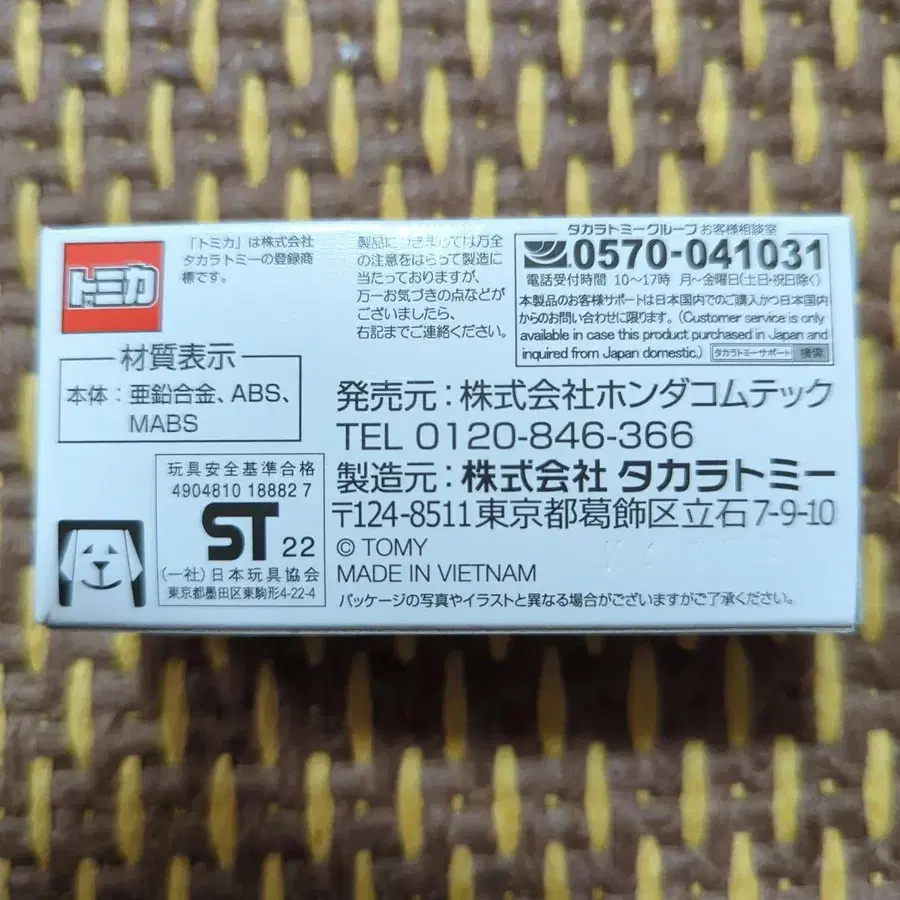 トミカ
「トミカ」は株式会社
タカラトミーの登録商
標です。
製品につきましては万全
の注意をはらって製造に
当たっておりますが、
万一お気づきの点などが
ございましたら、
右記までご連絡ください。
タカラトミーグループお客様相談室
0570-041031
電話受付時間 10〜17時 月〜金曜日(土日・祝日除く)
本製品のお客様サポートは日本国内でのご購入かつ日本国内
からのお問い合わせに限ります。(Customer service is only
available in case this product purchased in Japan and
inquired from Japan domestic.) タカラトミーサポート 検索
材質表示
本体：亜鉛合金、ABS、
MABS
発売元：株式会社ホンダコムテック
TEL 0120-846-366
製造元：株式会社 タカラトミー
〒124-8511東京都葛飾区立石7-9-10
© TOMY
MADE IN VIETNAM
パッケージの写真やイラストと異なる場合がございますがご了承ください。
玩具安全基準合格
4904810 18882 7
ST 22
(一社)日本玩具協会
東京都墨田区東駒形4-22-4